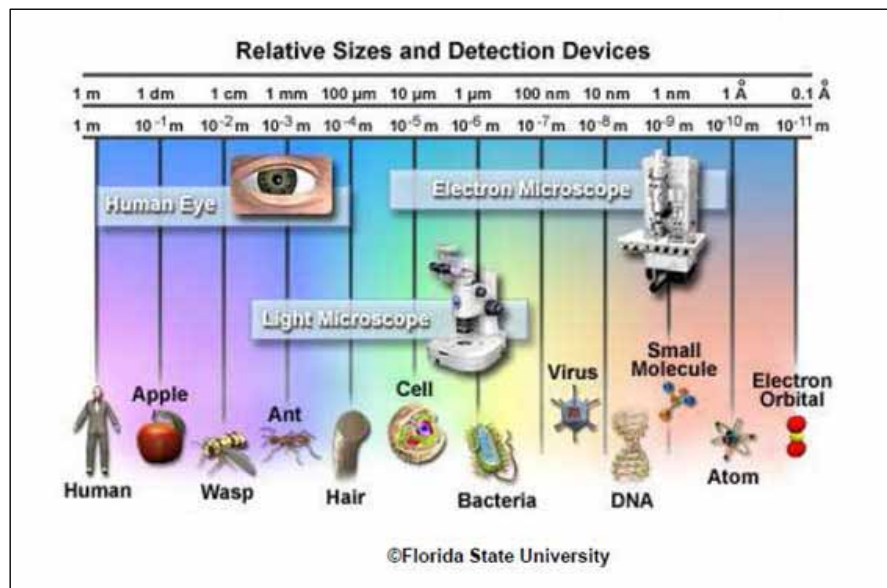 Relative Sizes and Detection Devices
1 m 1 dm 1 cm 1 mm 100 µm 10 µm 1 µm 100 nm 10 nm 1 nm 1 Å 0.1 Å
1 m 10⁻¹ m 10⁻² m 10⁻³ m 10⁻⁴ m 10⁻⁵ m 10⁻⁶ m 10⁻⁷ m 10⁻⁸ m 10⁻⁹ m 10⁻¹⁰ m 10⁻¹¹ m
Human Eye
Electron Microscope
Light Microscope
Human
Apple
Wasp
Ant
Hair
Cell
Bacteria
Virus
DNA
Small
Molecule
Atom
Electron
Orbital
©Florida State University